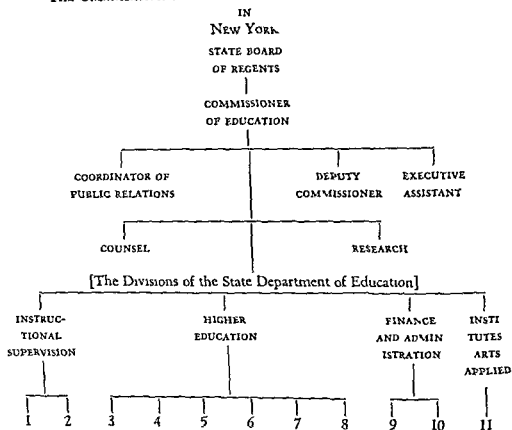 IN
NEW YORK
STATE BOARD
OF REGENTS
COMMISSIONER
OF EDUCATION
COORDINATOR OF
PUBLIC RELATIONS
DEPUTY
COMMISSIONER
EXECUTIVE
ASSISTANT
COUNSEL
RESEARCH
[The Divisions of the State Department of Education]
INSTRUC-
TIONAL
SUPERVISION
HIGHER
EDUCATION
FINANCE
AND ADMIN
ISTRATION
INSTI
TUTES
ARTS
APPLIED
1 2 3 4 5 6 7 8 9 10 11